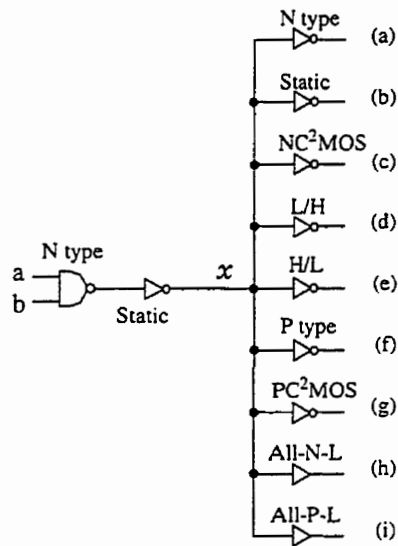 N type (a)
Static (b)
NC²MOS (c)
L/H (d)
N type
a
b
Static
x
H/L (e)
P type (f)
PC²MOS (g)
All-N-L (h)
All-P-L (i)